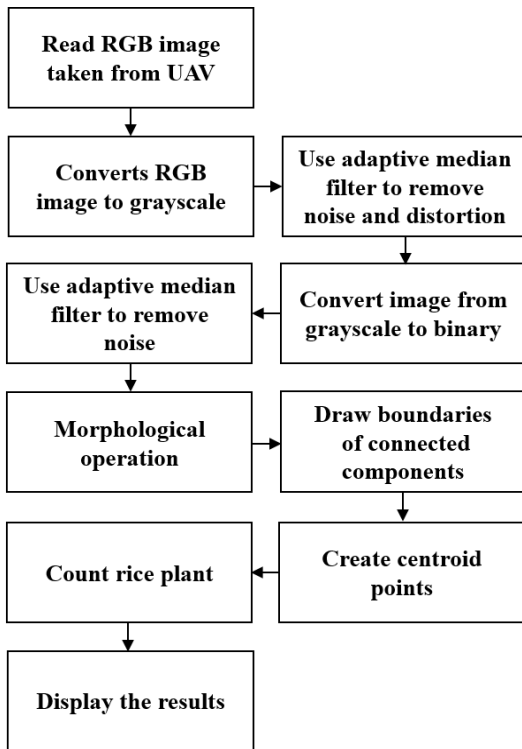 Read RGB image
taken from UAV
Converts RGB
image to grayscale
Use adaptive median
filter to remove
noise and distortion
Convert image from
grayscale to binary
Use adaptive median
filter to remove
noise
Morphological
operation
Draw boundaries
of connected
components
Create centroid
points
Count rice plant
Display the results